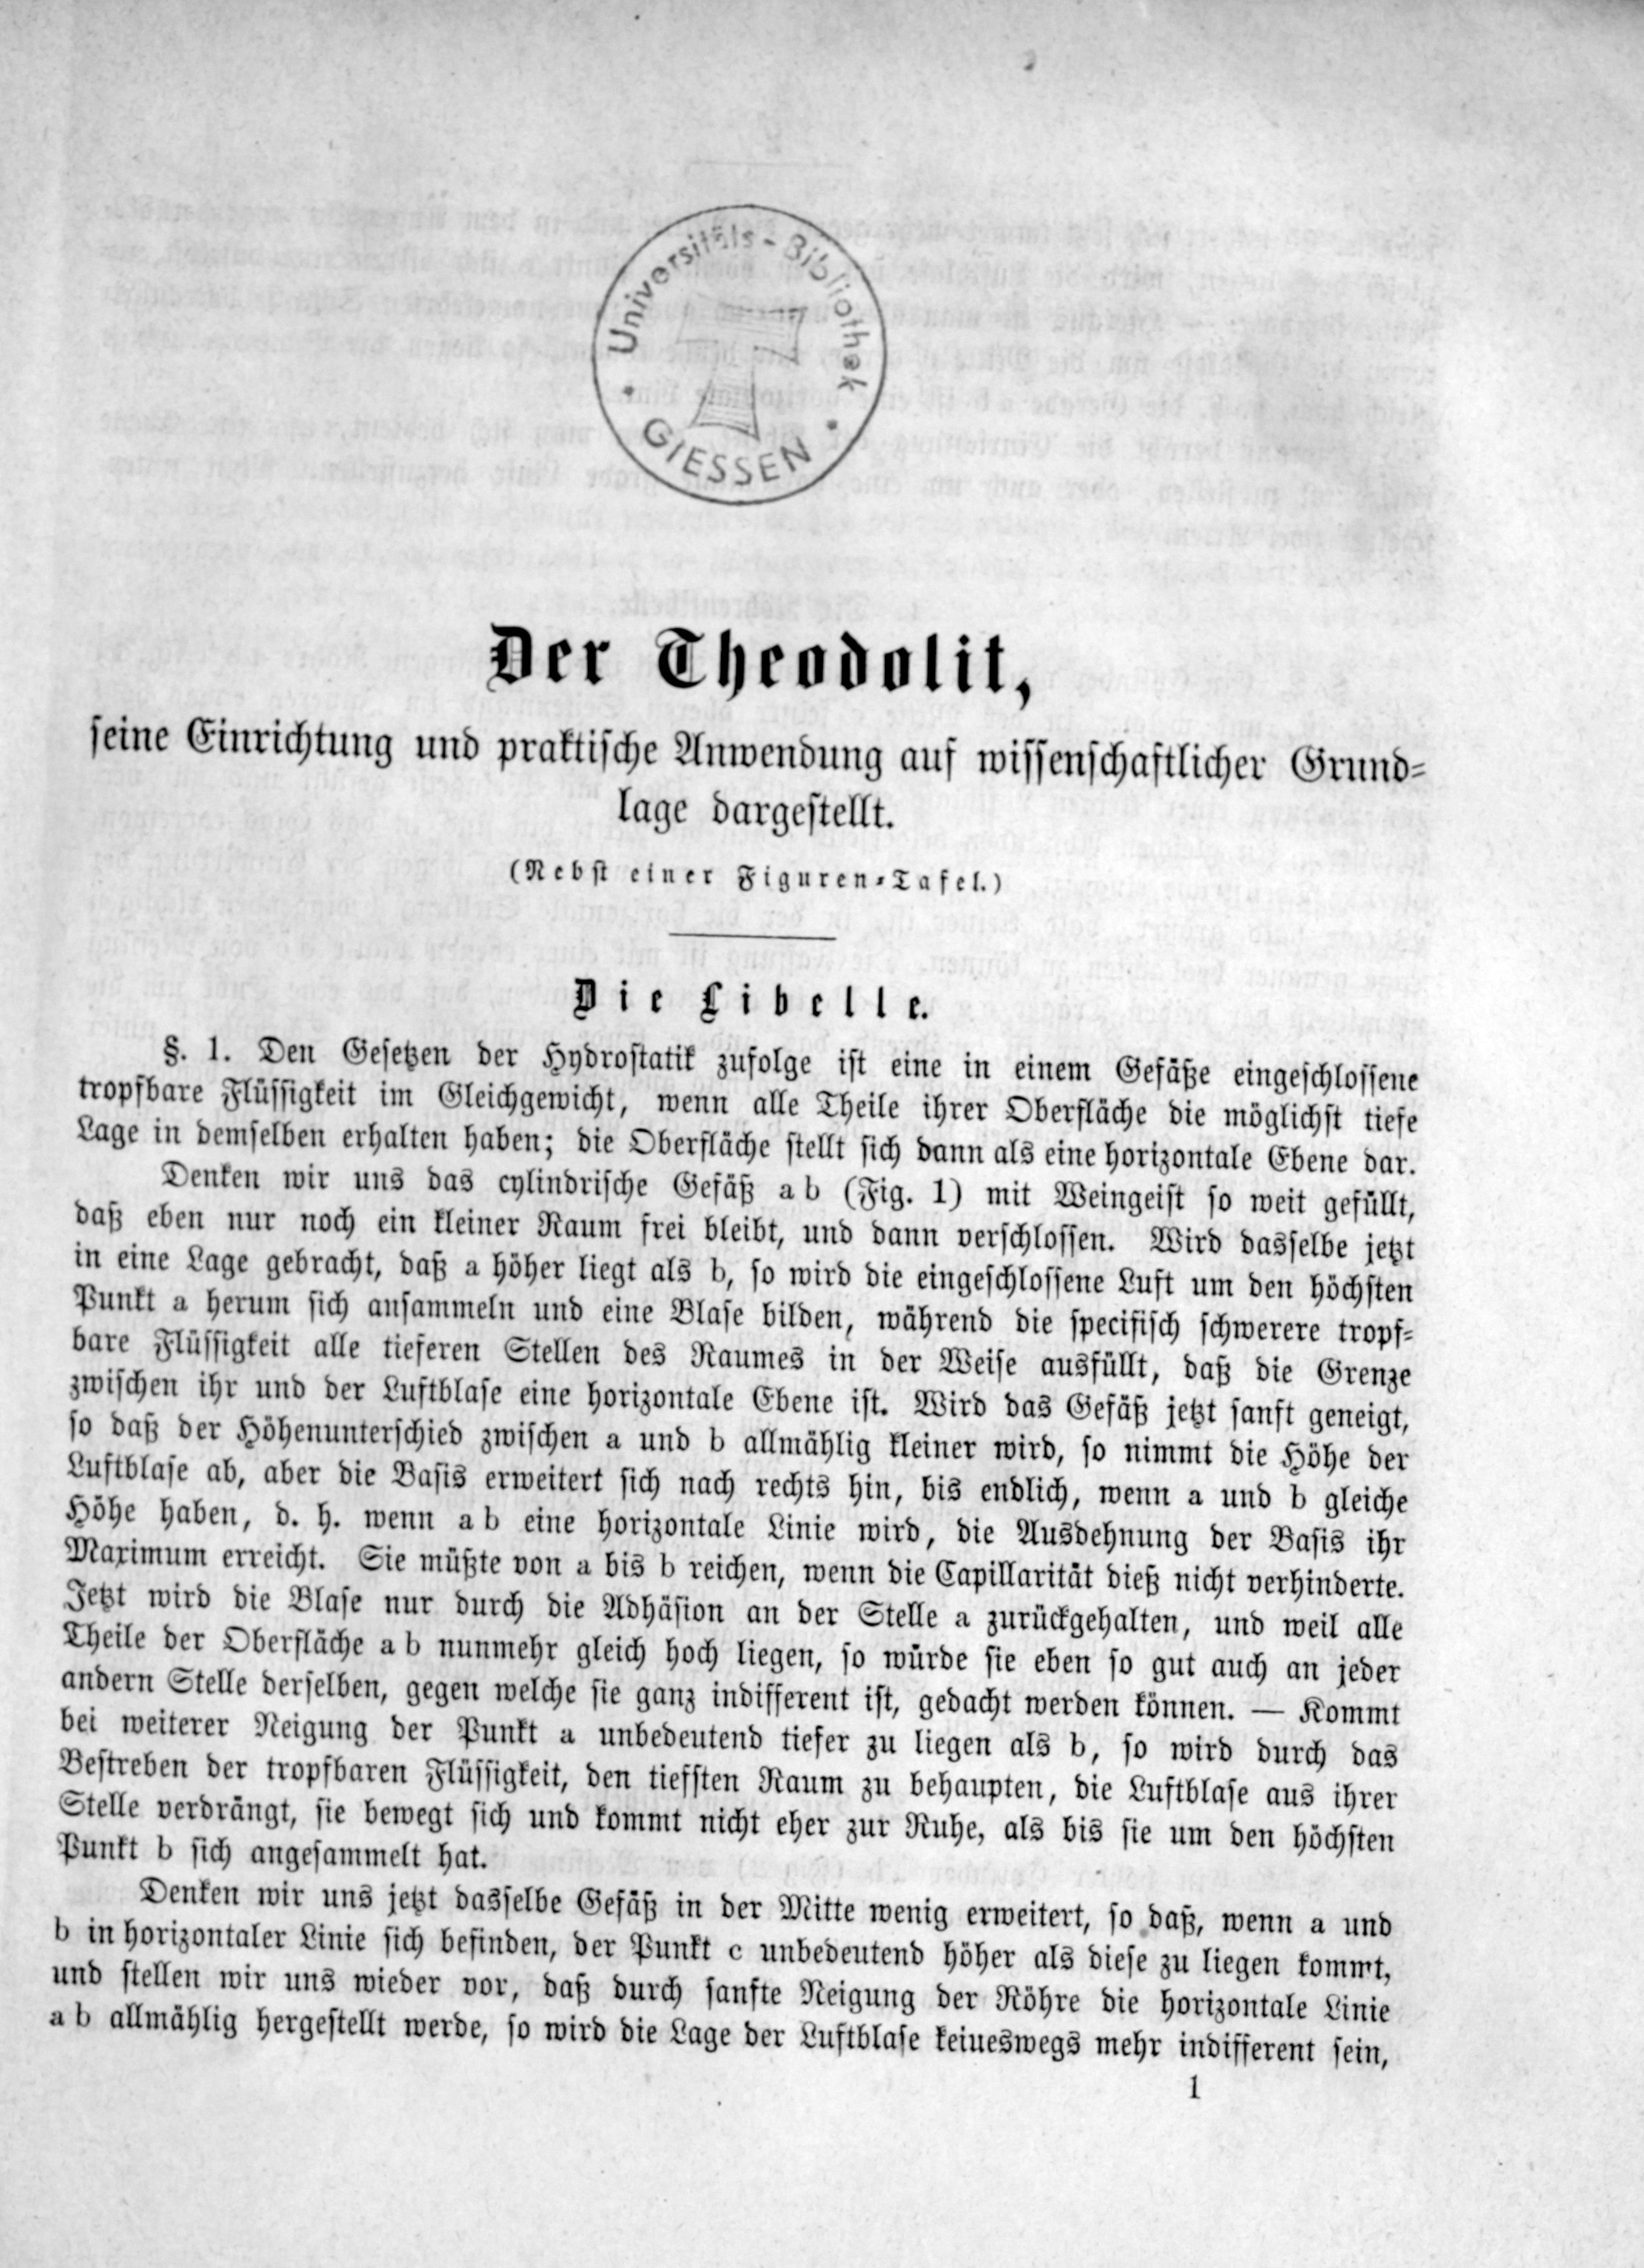 Universitäts-Bibliothek
GIESSEN
Der Theodolit,
seine Einrichtung und praktische Anwendung auf wissenschaftlicher Grund-
lage dargestellt.
(Nebst einer Figuren-Tafel.)
Die Libelle.
§. 1. Den Gesetzen der Hydrostatik zufolge ist eine in einem Gefäße eingeschlossene
tropfbare Flüssigkeit im Gleichgewicht, wenn alle Theile ihrer Oberfläche die möglichst tiefe
Lage in demselben erhalten haben; die Oberfläche stellt sich dann als eine horizontale Ebene dar.
Denken wir uns das cylindrische Gefäß a b (Fig. 1) mit Weingeist so weit gefüllt,
daß eben nur noch ein kleiner Raum frei bleibt, und dann verschlossen. Wird dasselbe jetzt
in eine Lage gebracht, daß a höher liegt als b, so wird die eingeschlossene Luft um den höchsten
Punkt a herum sich ansammeln und eine Blase bilden, während die specifisch schwerere tropf-
bare Flüssigkeit alle tieferen Stellen des Raumes in der Weise ausfüllt, daß die Grenze
zwischen ihr und der Luftblase eine horizontale Ebene ist. Wird das Gefäß jetzt sanft geneigt,
so daß der Höhenunterschied zwischen a und b allmählig kleiner wird, so nimmt die Höhe der
Luftblase ab, aber die Basis erweitert sich nach rechts hin, bis endlich, wenn a und b gleiche
Höhe haben, d. h. wenn a b eine horizontale Linie wird, die Ausdehnung der Basis ihr
Maximum erreicht. Sie müßte von a bis b reichen, wenn die Capillarität dieß nicht verhinderte.
Jetzt wird die Blase nur durch die Adhäsion an der Stelle a zurückgehalten, und weil alle
Theile der Oberfläche a b nunmehr gleich hoch liegen, so würde sie eben so gut auch an jeder
andern Stelle derselben, gegen welche sie ganz indifferent ist, gedacht werden können. — Kommt
bei weiterer Neigung der Punkt a unbedeutend tiefer zu liegen als b, so wird durch das
Bestreben der tropfbaren Flüssigkeit, den tiefsten Raum zu behaupten, die Luftblase aus ihrer
Stelle verdrängt, sie bewegt sich und kommt nicht eher zur Ruhe, als bis sie um den höchsten
Punkt b sich angesammelt hat.
Denken wir uns jetzt dasselbe Gefäß in der Mitte wenig erweitert, so daß, wenn a und
b in horizontaler Linie sich befinden, der Punkt c unbedeutend höher als diese zu liegen kommt,
und stellen wir uns wieder vor, daß durch sanfte Neigung der Röhre die horizontale Linie
a b allmählig hergestellt werde, so wird die Lage der Luftblase keiueswegs mehr indifferent sein,
1